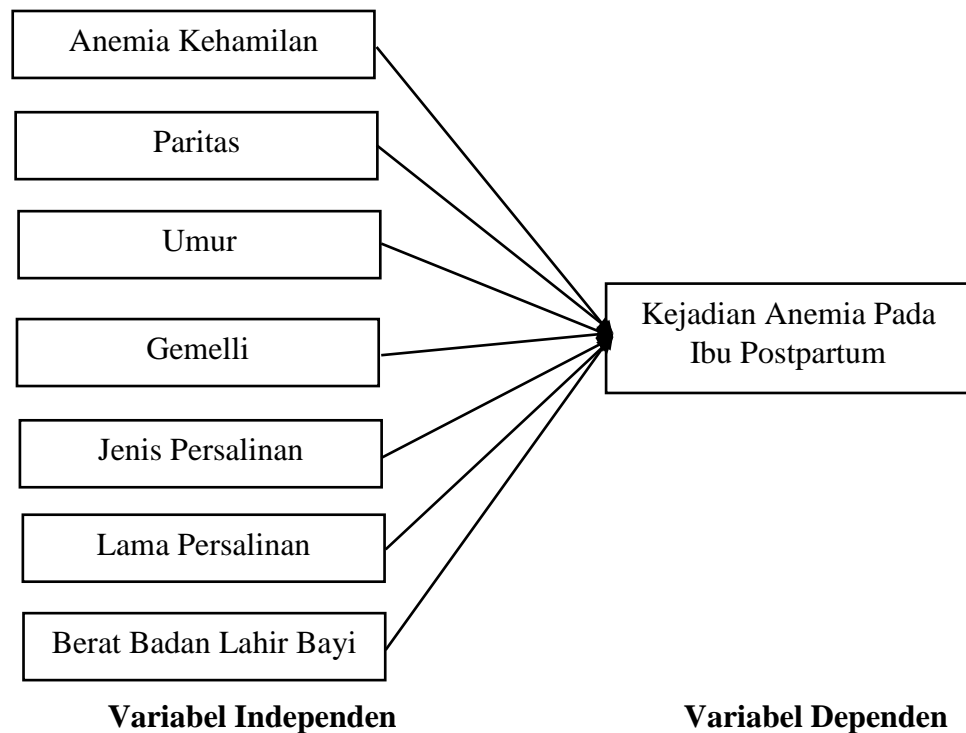 Anemia Kehamilan
Paritas
Umur
Gemelli
Jenis Persalinan
Lama Persalinan
Berat Badan Lahir Bayi
Kejadian Anemia Pada
Ibu Postpartum
Variabel Independen
Variabel Dependen